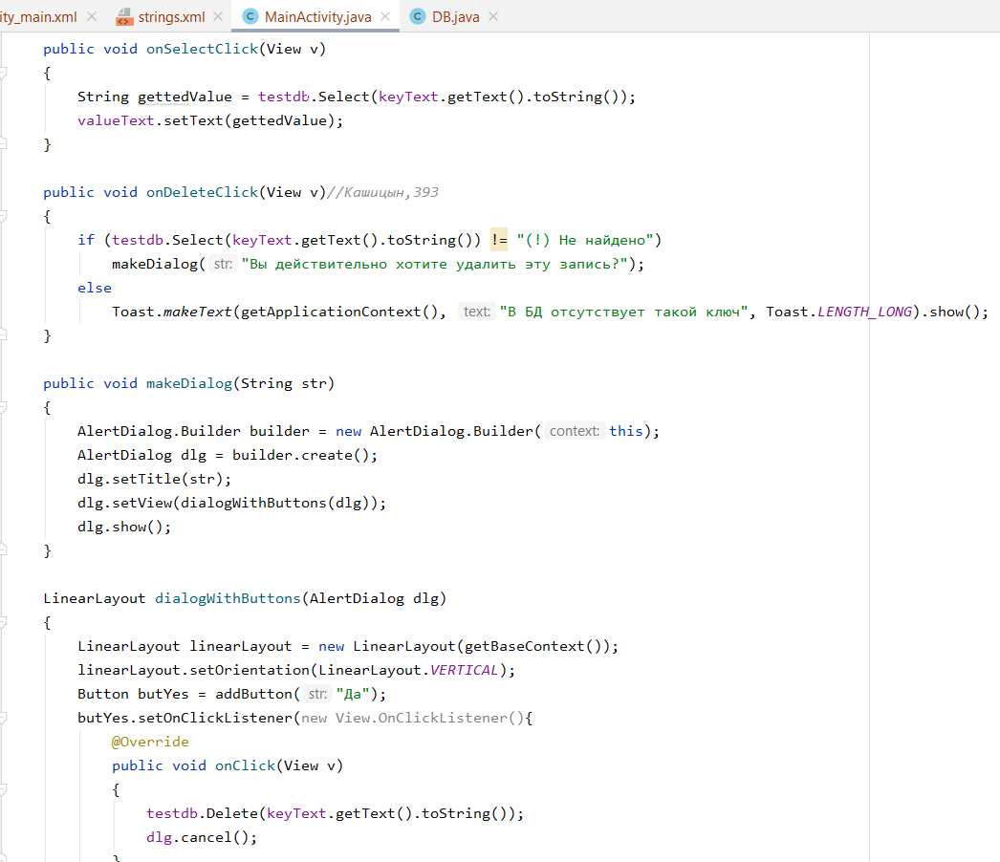 ity_main.xml strings.xml MainActivity.java DB.java
public void onSelectClick(View v)
{
String gettedValue = testdb.Select(keyText.getText().toString());
valueText.setText(gettedValue);
}
public void onDeleteClick(View v)//Кашицын,393
{
if (testdb.Select(keyText.getText().toString()) != "(!) Не найдено")
makeDialog( str: "Вы действительно хотите удалить эту запись?");
else
Toast.makeText(getApplicationContext(), text: "В БД отсутствует такой ключ", Toast.LENGTH_LONG).show();
}
public void makeDialog(String str)
{
AlertDialog.Builder builder = new AlertDialog.Builder( context: this);
AlertDialog dlg = builder.create();
dlg.setTitle(str);
dlg.setView(dialogWithButtons(dlg));
dlg.show();
}
LinearLayout dialogWithButtons(AlertDialog dlg)
{
LinearLayout linearLayout = new LinearLayout(getBaseContext());
linearLayout.setOrientation(LinearLayout.VERTICAL);
Button butYes = addButton( str: "Да");
butYes.setOnClickListener(new View.OnClickListener(){
@Override
public void onClick(View v)
{
testdb.Delete(keyText.getText().toString());
dlg.cancel();
}